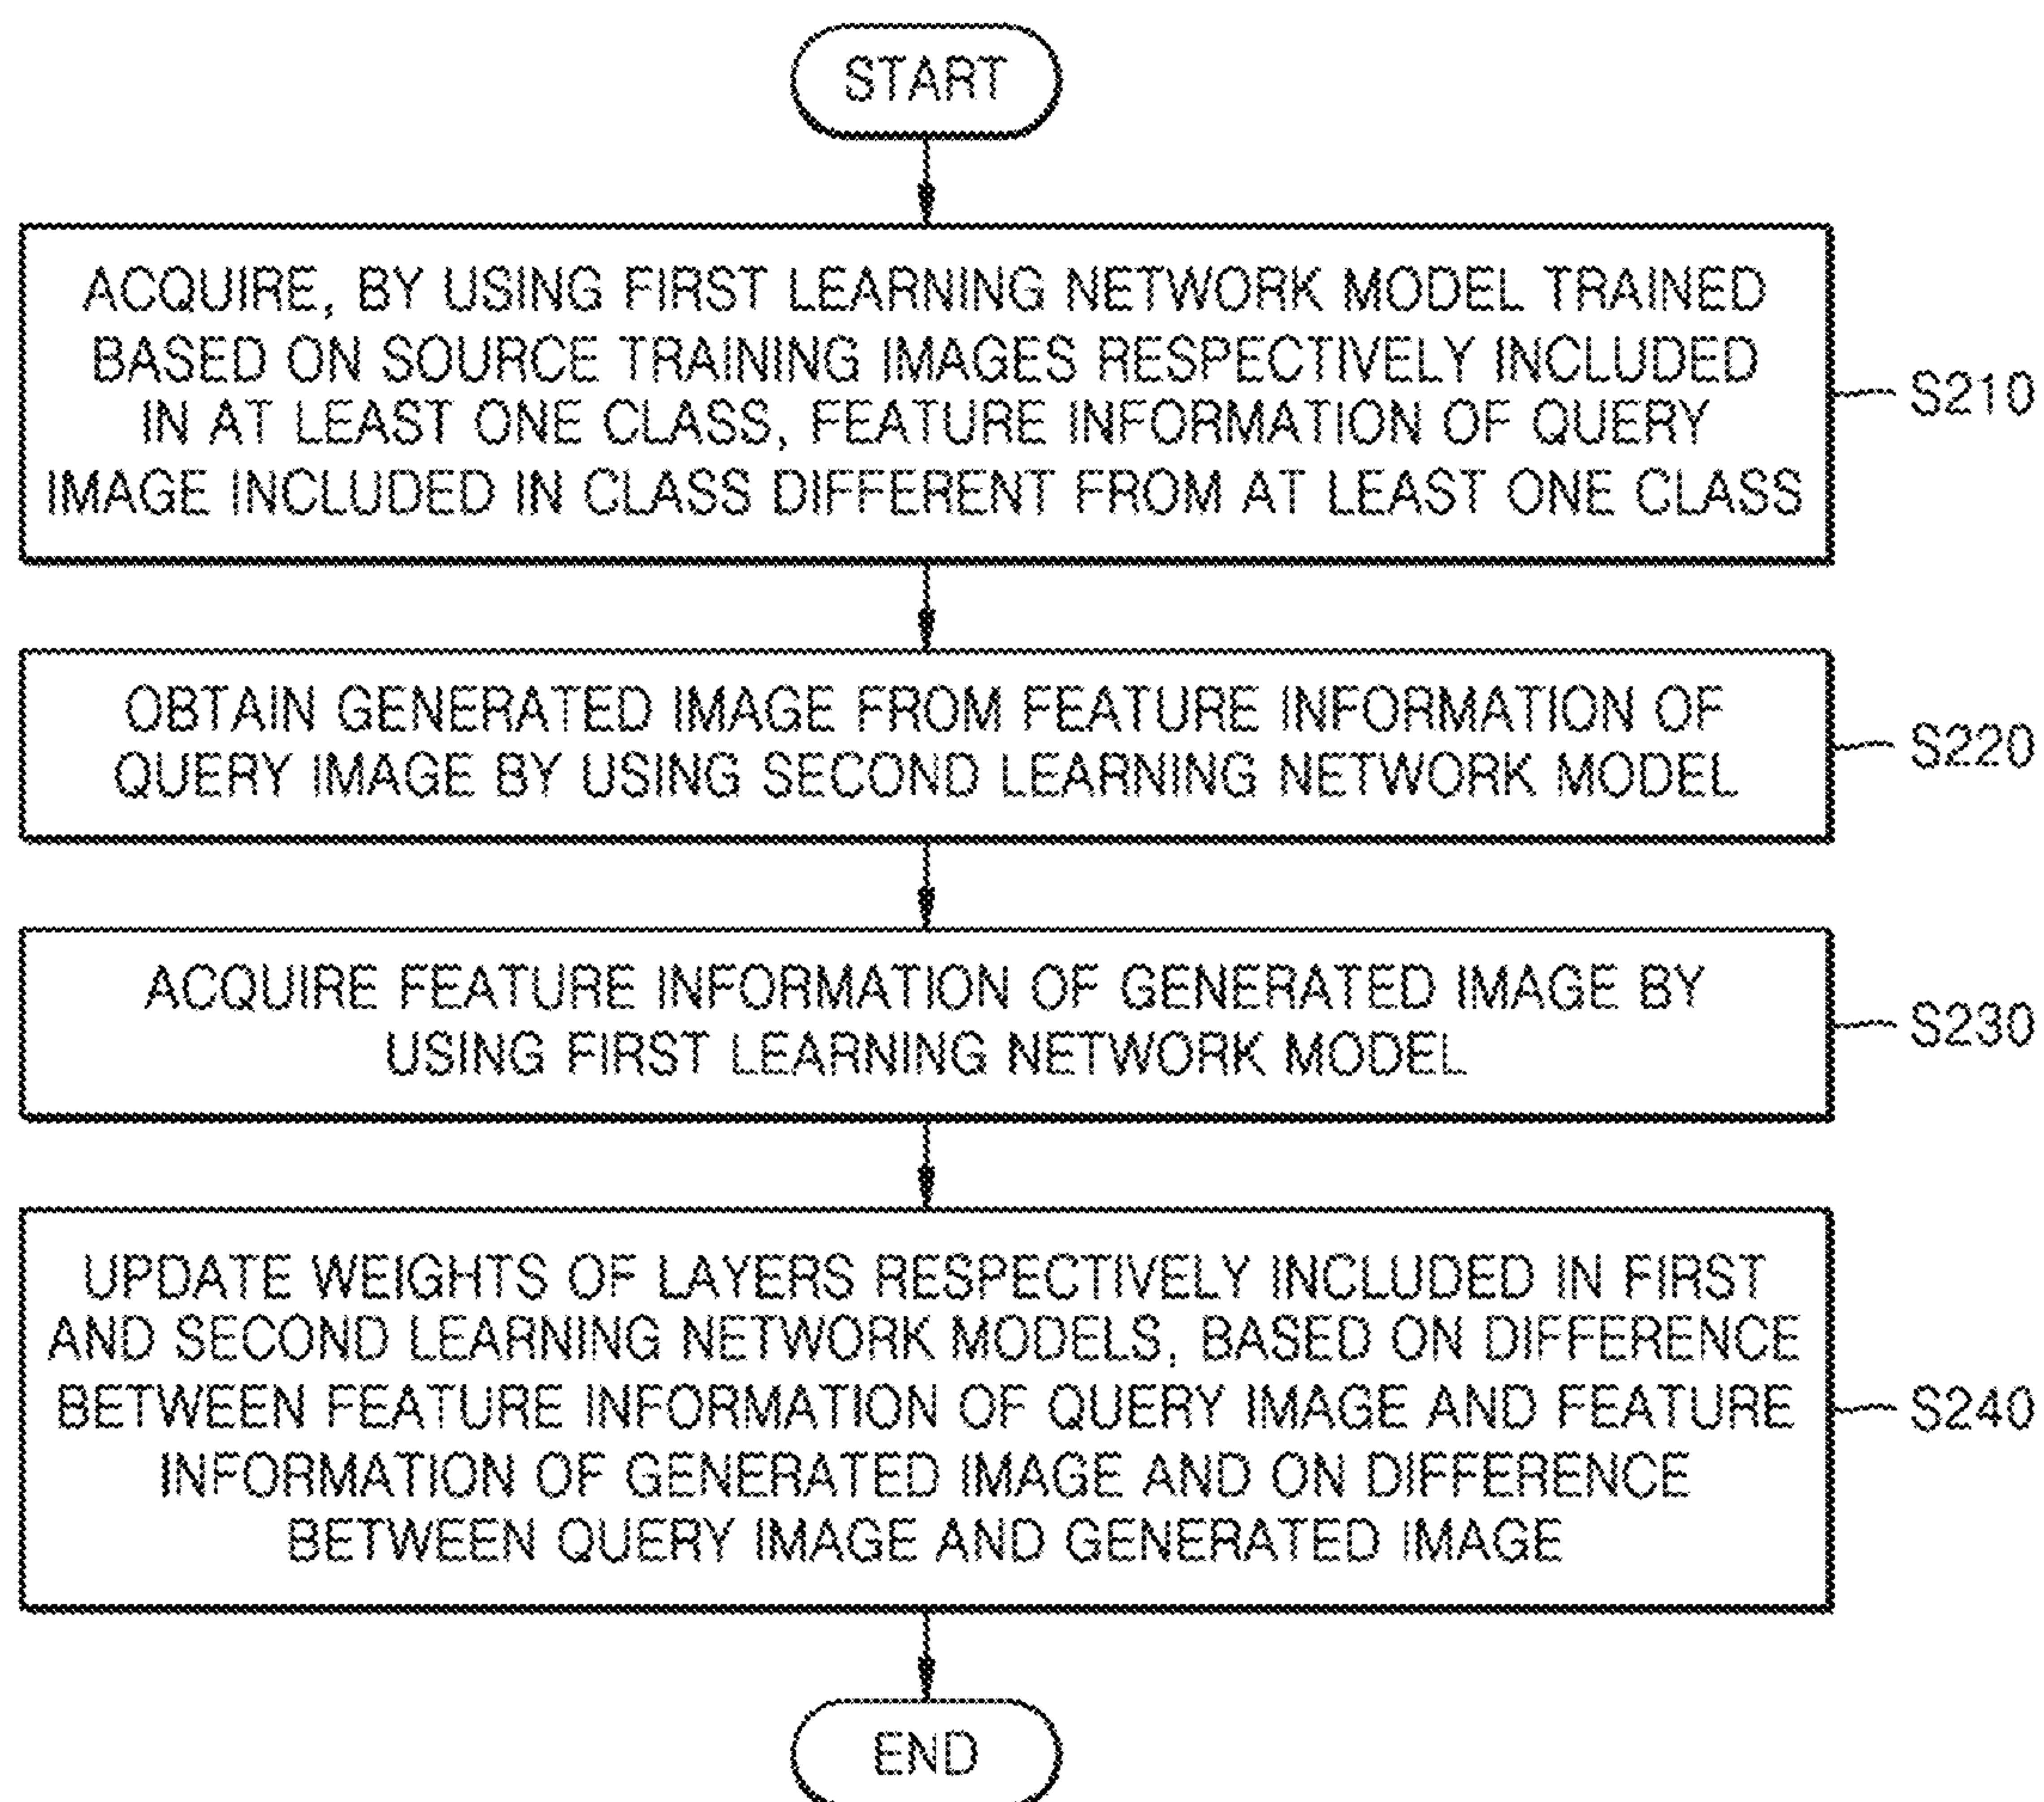 START
ACQUIRE, BY USING FIRST LEARNING NETWORK MODEL TRAINED
BASED ON SOURCE TRAINING IMAGES RESPECTIVELY INCLUDED
IN AT LEAST ONE CLASS, FEATURE INFORMATION OF QUERY
IMAGE INCLUDED IN CLASS DIFFERENT FROM AT LEAST ONE CLASS
S210
OBTAIN GENERATED IMAGE FROM FEATURE INFORMATION OF
QUERY IMAGE BY USING SECOND LEARNING NETWORK MODEL
S220
ACQUIRE FEATURE INFORMATION OF GENERATED IMAGE BY
USING FIRST LEARNING NETWORK MODEL
S230
UPDATE WEIGHTS OF LAYERS RESPECTIVELY INCLUDED IN FIRST
AND SECOND LEARNING NETWORK MODELS, BASED ON DIFFERENCE
BETWEEN FEATURE INFORMATION OF QUERY IMAGE AND FEATURE
INFORMATION OF GENERATED IMAGE AND ON DIFFERENCE
BETWEEN QUERY IMAGE AND GENERATED IMAGE
S240
END